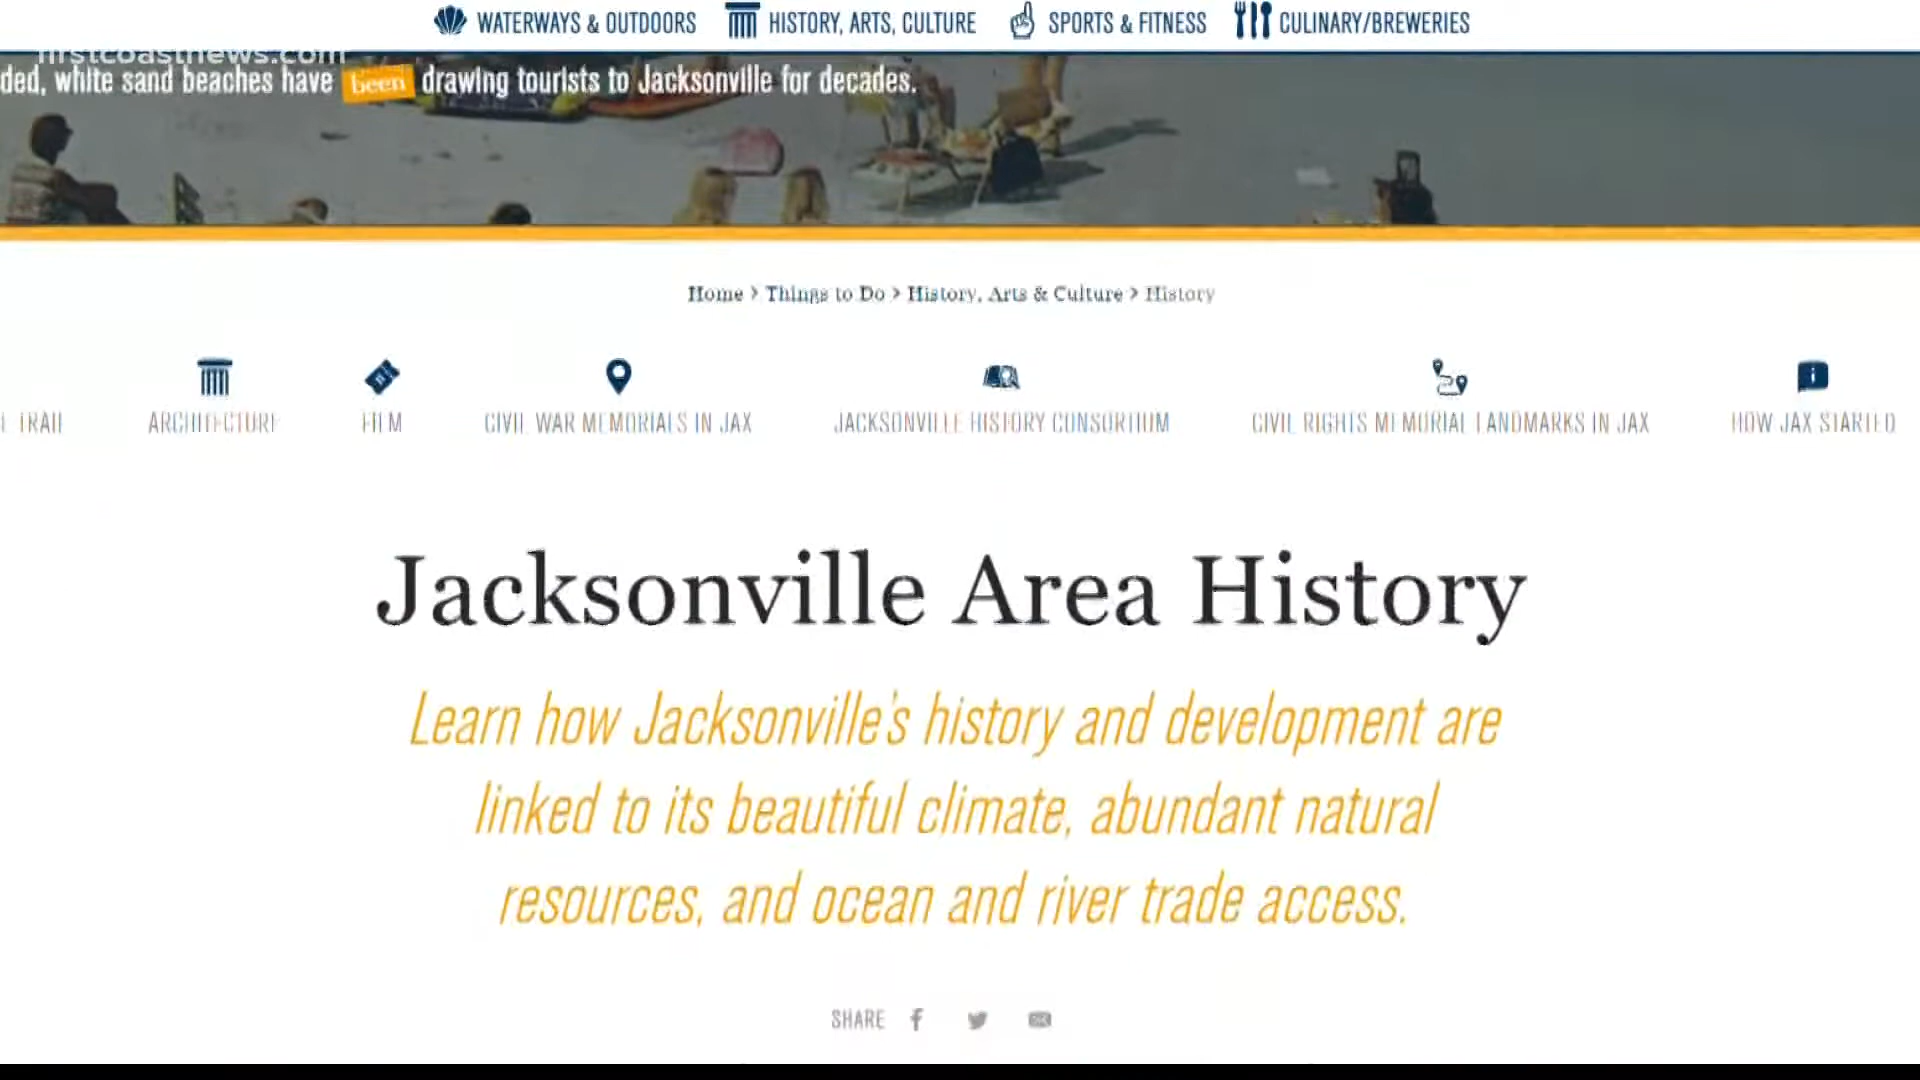 WATERWAYS & OUTDOORS HISTORY, ARTS, CULTURE SPORTS & FITNESS CULINARY/BREWERIES
firstcoastnews.com
ded, white sand beaches have been drawing tourists to Jacksonville for decades.
Home > Things to Do > History, Arts & Culture > History
E TRAIL ARCHITECTURE FILM CIVIL WAR MEMORIALS IN JAX JACKSONVILLE HISTORY CONSORTIUM CIVIL RIGHTS MEMORIAL LANDMARKS IN JAX HOW JAX STARTED
Jacksonville Area History
Learn how Jacksonville's history and development are
linked to its beautiful climate, abundant natural
resources, and ocean and river trade access.
SHARE